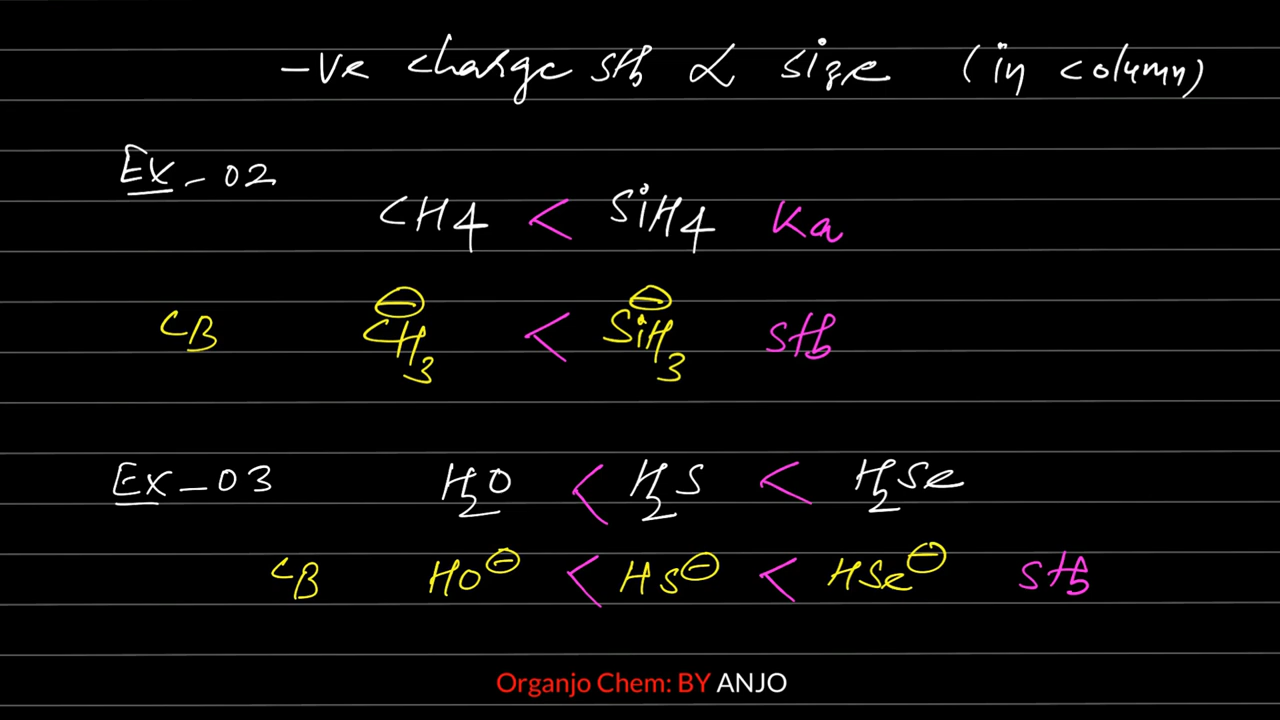 -ve charge stb ∝ size (in column)
Ex-02
CH4 < SiH4 Ka
CB CH3⊖ < SiH3⊖ stb
Ex-03 H2O < H2S < H2Se
CB HO⊖ < HS⊖ < HSe⊖ stb
Organjo Chem: BY ANJO